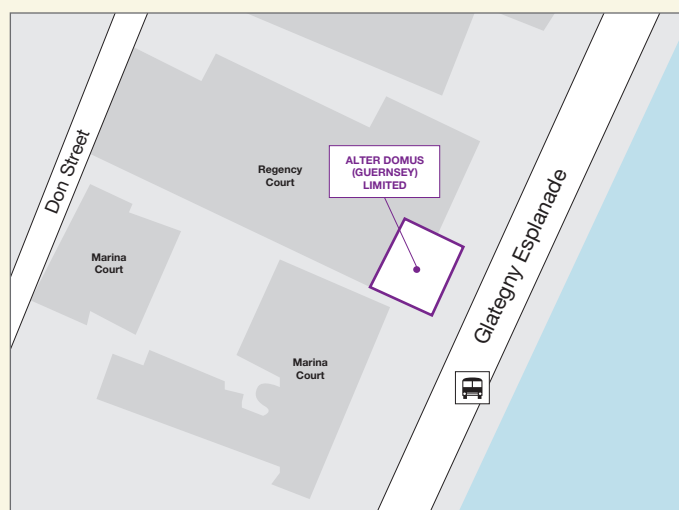 Don Street
Regency
Court
ALTER DOMUS
(GUERNSEY)
LIMITED
Glategny Esplanade
Marina
Court
Marina
Court